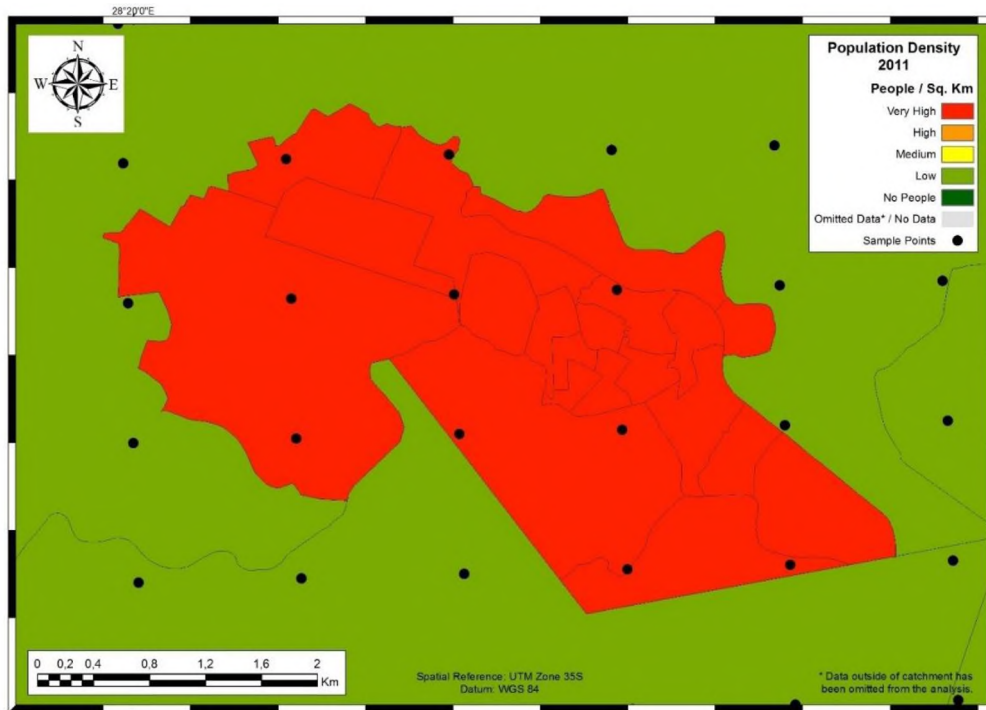 28°20'0"E
N
W E
S
Population Density
2011
People / Sq. Km
Very High
High
Medium
Low
No People
Omitted Data* / No Data
Sample Points
0 0,2 0,4 0,8 1,2 1,6 2
Km
Spatial Reference: UTM Zone 35S
Datum: WGS 84
* Data outside of catchment has
been omitted from the analysis.